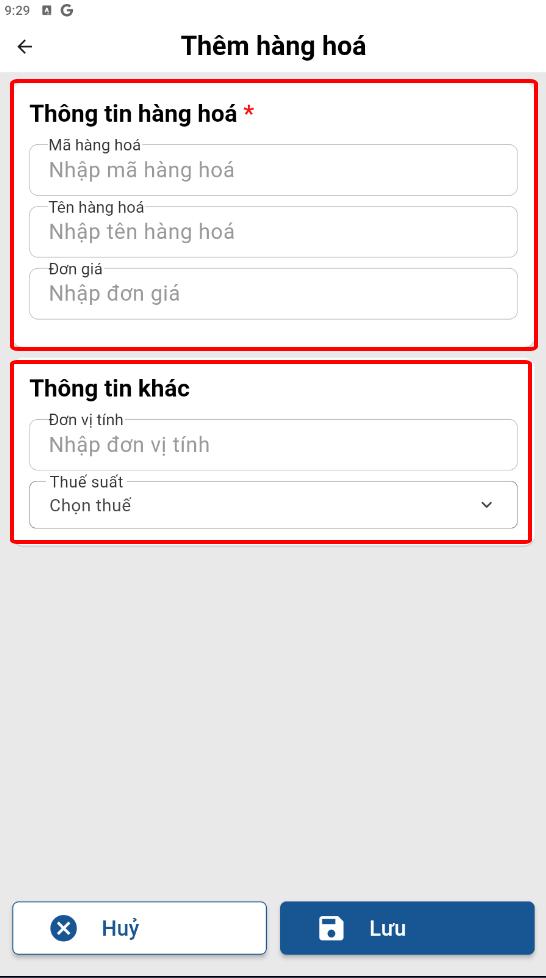 9:29
Thêm hàng hoá
Thông tin hàng hoá *
Mã hàng hoá
Nhập mã hàng hoá
Tên hàng hoá
Nhập tên hàng hoá
Đơn giá
Nhập đơn giá
Thông tin khác
Đơn vị tính
Nhập đơn vị tính
Thuế suất
Chọn thuế
Huỷ
Lưu